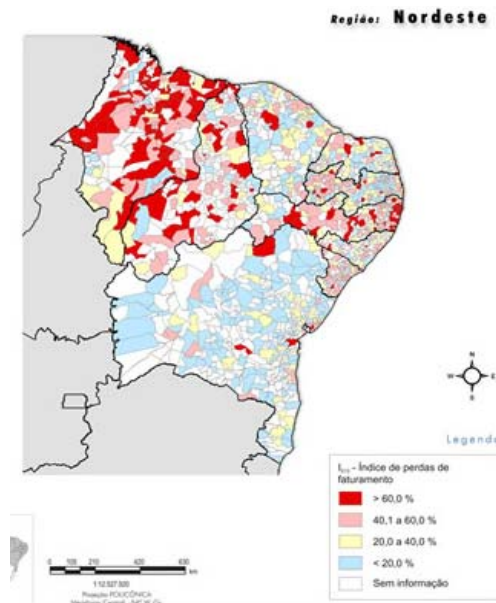 Região: Nordeste
N
W E
S
Legenda
- Índice de perdas de
faturamento
> 60,0 %
40,1 a 60,0 %
20,0 a 40,0 %
< 20,0 %
Sem informação
0 210 420 630
km
Projeção POLICÔNICA